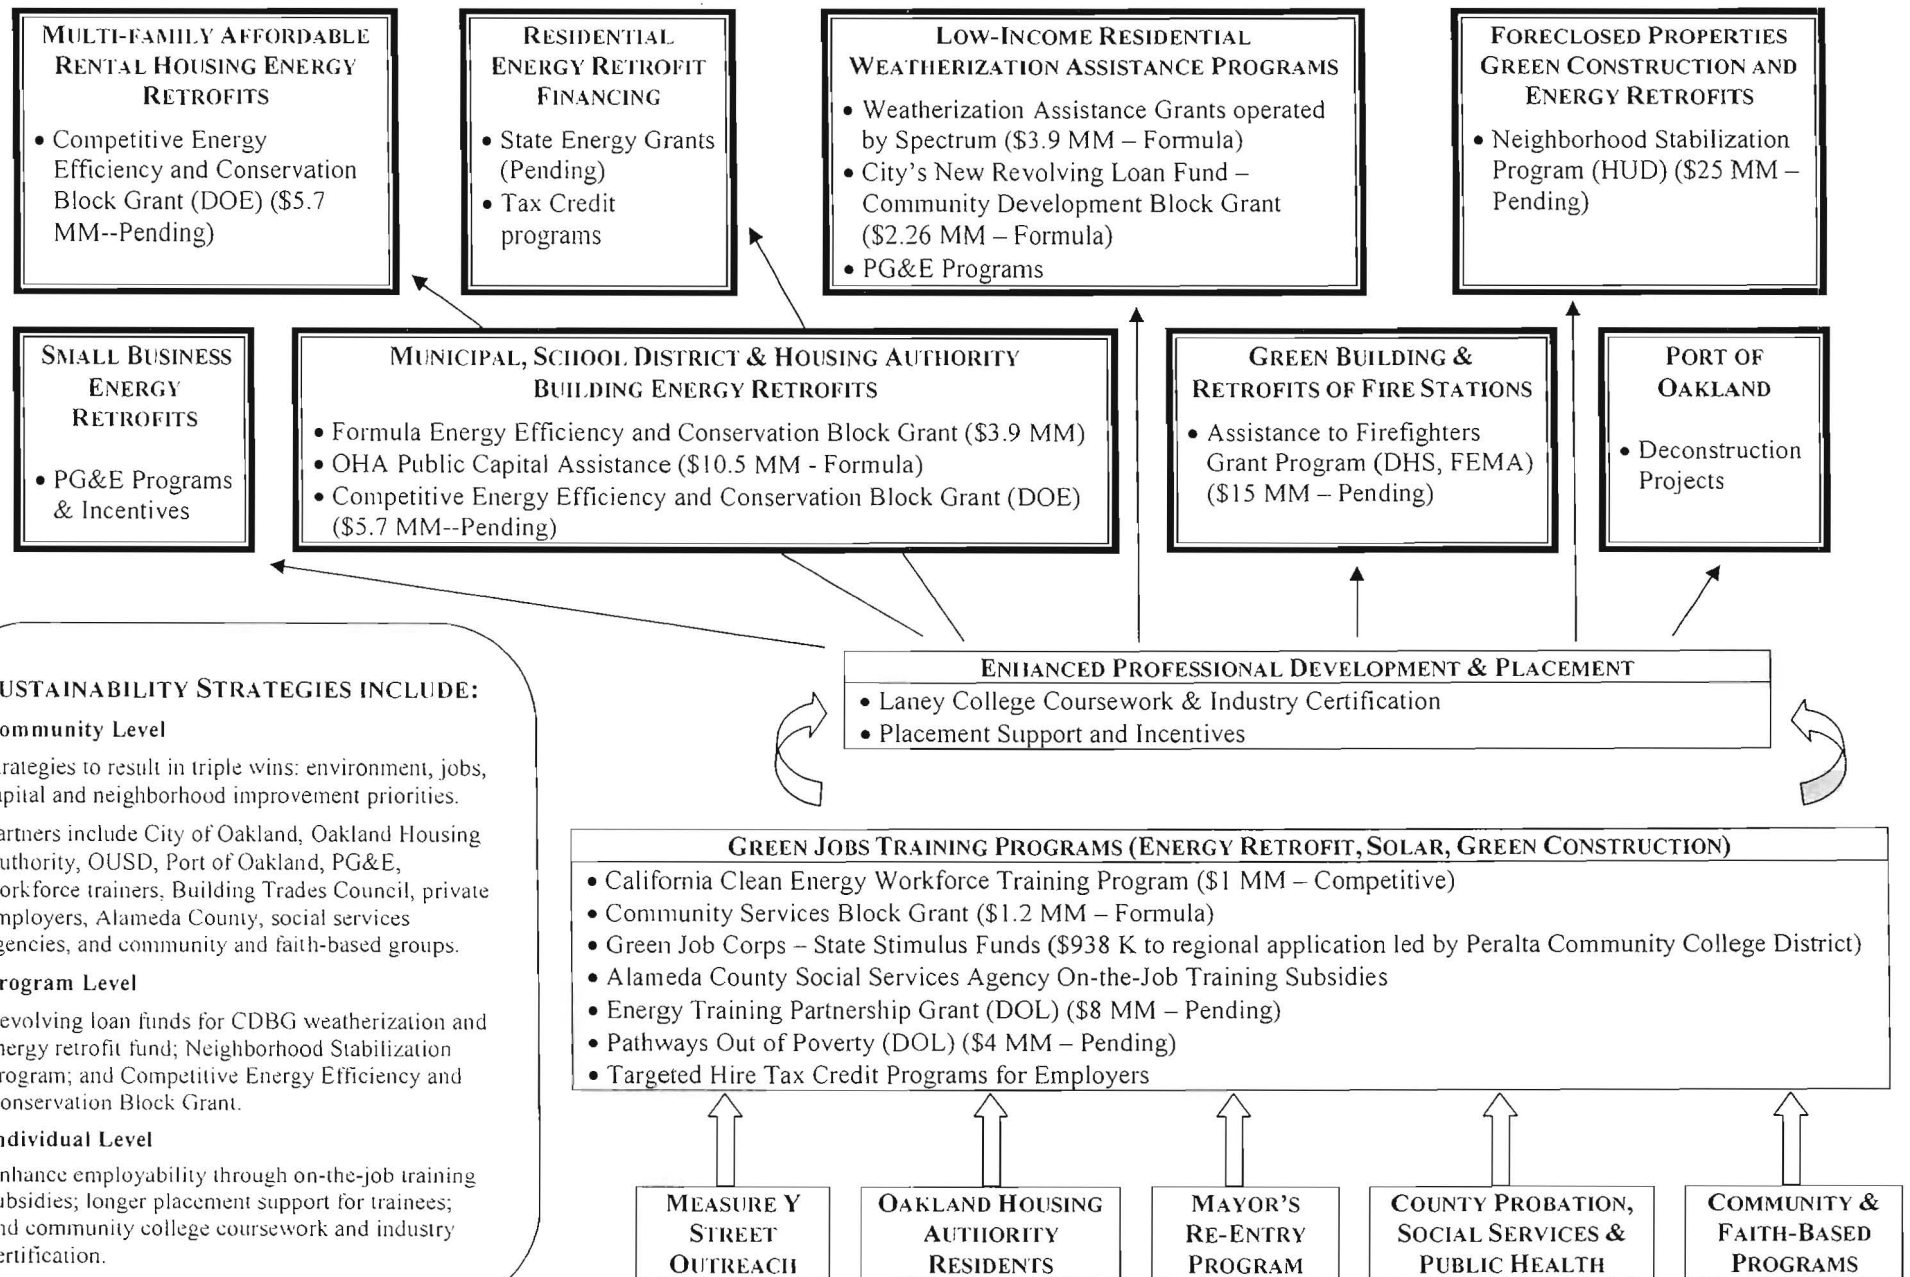 MULTI-FAMILY AFFORDABLE
RENTAL HOUSING ENERGY
RETROFITS
• Competitive Energy
Efficiency and Conservation
Block Grant (DOE) ($5.7
MM--Pending)
RESIDENTIAL
ENERGY RETROFIT
FINANCING
• State Energy Grants
(Pending)
• Tax Credit
programs
LOW-INCOME RESIDENTIAL
WEATHERIZATION ASSISTANCE PROGRAMS
• Weatherization Assistance Grants operated
by Spectrum ($3.9 MM – Formula)
• City's New Revolving Loan Fund –
Community Development Block Grant
($2.26 MM – Formula)
• PG&E Programs
FORECLOSED PROPERTIES
GREEN CONSTRUCTION AND
ENERGY RETROFITS
• Neighborhood Stabilization
Program (HUD) ($25 MM –
Pending)
SMALL BUSINESS
ENERGY
RETROFITS
• PG&E Programs
& Incentives
MUNICIPAL, SCHOOL DISTRICT & HOUSING AUTHORITY
BUILDING ENERGY RETROFITS
• Formula Energy Efficiency and Conservation Block Grant ($3.9 MM)
• OHA Public Capital Assistance ($10.5 MM - Formula)
• Competitive Energy Efficiency and Conservation Block Grant (DOE)
($5.7 MM--Pending)
GREEN BUILDING &
RETROFITS OF FIRE STATIONS
• Assistance to Firefighters
Grant Program (DHS, FEMA)
($15 MM – Pending)
PORT OF
OAKLAND
• Deconstruction
Projects
ENHANCED PROFESSIONAL DEVELOPMENT & PLACEMENT
• Laney College Coursework & Industry Certification
• Placement Support and Incentives
USTAINABILITY STRATEGIES INCLUDE:
ommunity Level
rategies to result in triple wins: environment, jobs,
apital and neighborhood improvement priorities.
artners include City of Oakland, Oakland Housing
uthority, OUSD, Port of Oakland, PG&E,
orkforce trainers, Building Trades Council, private
mployers, Alameda County, social services
gencies, and community and faith-based groups.
rogram Level
evolving loan funds for CDBG weatherization and
nergy retrofit fund; Neighborhood Stabilization
rogram; and Competitive Energy Efficiency and
onservation Block Grant.
ndividual Level
nhance employability through on-the-job training
ubsidies; longer placement support for trainees;
nd community college coursework and industry
ertification.
GREEN JOBS TRAINING PROGRAMS (ENERGY RETROFIT, SOLAR, GREEN CONSTRUCTION)
• California Clean Energy Workforce Training Program ($1 MM – Competitive)
• Community Services Block Grant ($1.2 MM – Formula)
• Green Job Corps – State Stimulus Funds ($938 K to regional application led by Peralta Community College District)
• Alameda County Social Services Agency On-the-Job Training Subsidies
• Energy Training Partnership Grant (DOL) ($8 MM – Pending)
• Pathways Out of Poverty (DOL) ($4 MM – Pending)
• Targeted Hire Tax Credit Programs for Employers
MEASURE Y
STREET
OUTREACH
OAKLAND HOUSING
AUTHORITY
RESIDENTS
MAYOR'S
RE-ENTRY
PROGRAM
COUNTY PROBATION,
SOCIAL SERVICES &
PUBLIC HEALTH
COMMUNITY &
FAITH-BASED
PROGRAMS